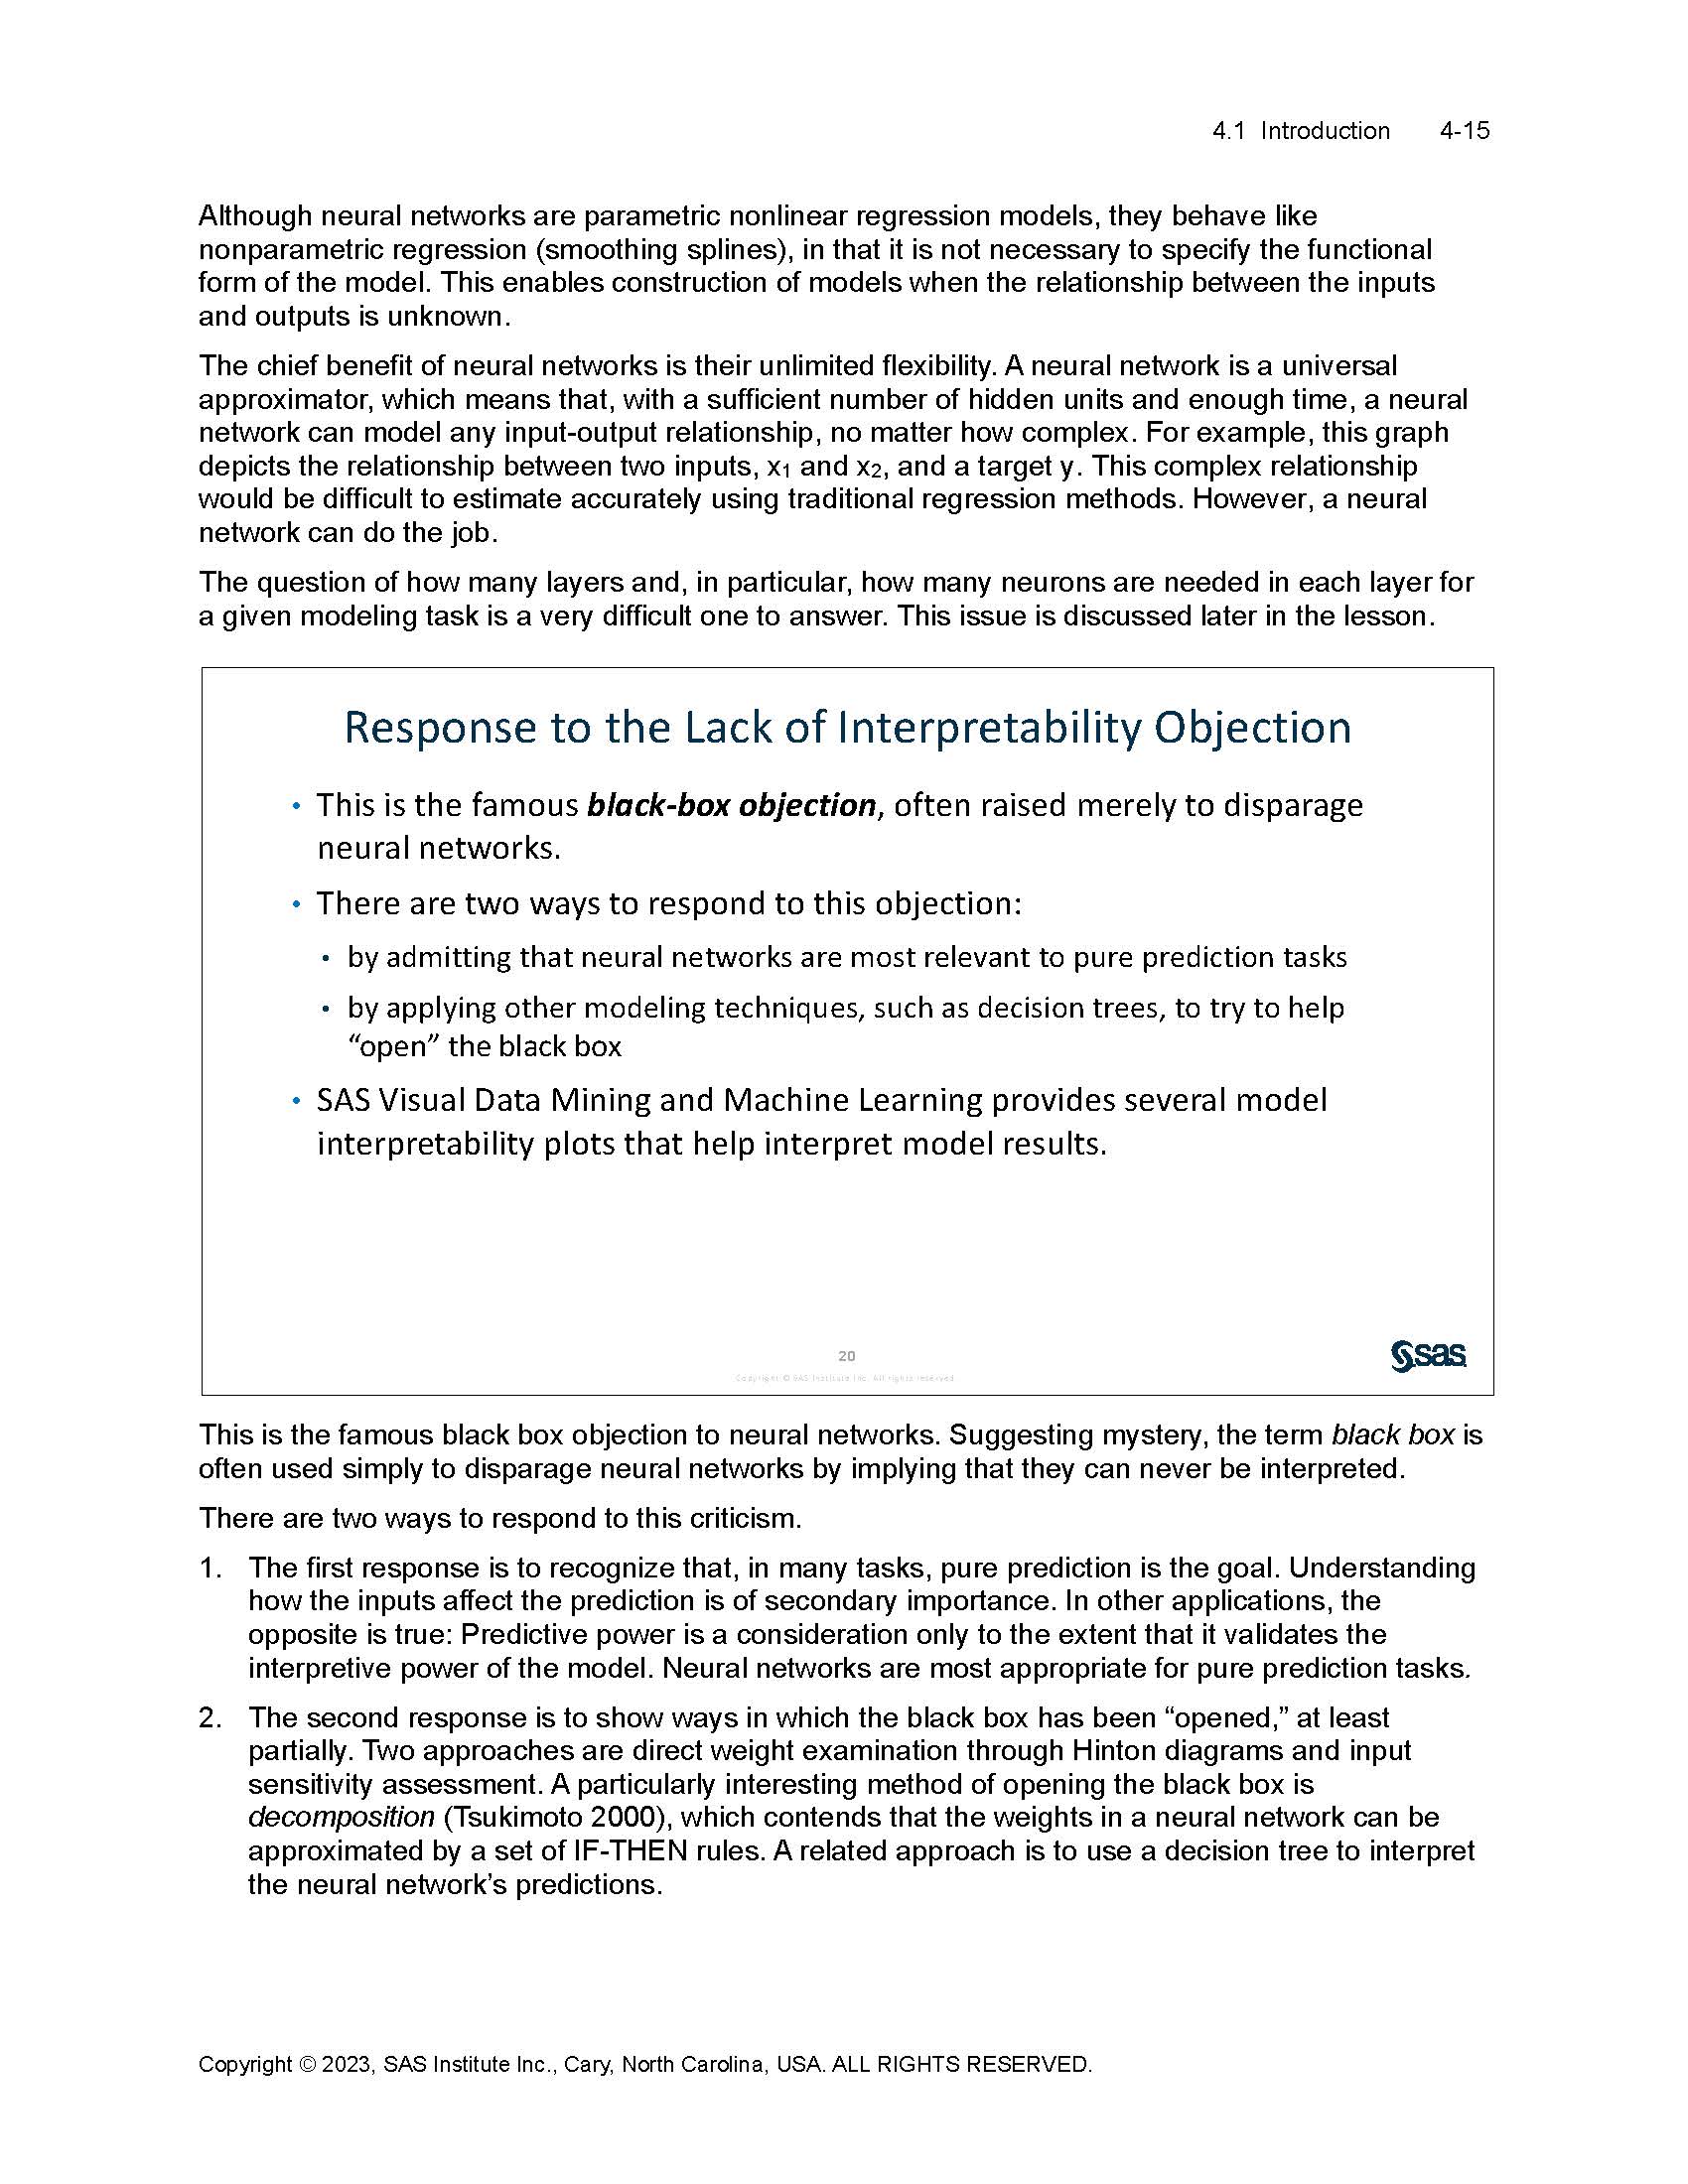 4.1 Introduction 4-15
Although neural networks are parametric nonlinear regression models, they behave like
nonparametric regression (smoothing splines), in that it is not necessary to specify the functional
form of the model. This enables construction of models when the relationship between the inputs
and outputs is unknown.
The chief benefit of neural networks is their unlimited flexibility. A neural network is a universal
approximator, which means that, with a sufficient number of hidden units and enough time, a neural
network can model any input-output relationship, no matter how complex. For example, this graph
depicts the relationship between two inputs, x₁ and x₂, and a target y. This complex relationship
would be difficult to estimate accurately using traditional regression methods. However, a neural
network can do the job.
The question of how many layers and, in particular, how many neurons are needed in each layer for
a given modeling task is a very difficult one to answer. This issue is discussed later in the lesson.
Response to the Lack of Interpretability Objection
• This is the famous black-box objection, often raised merely to disparage
neural networks.
• There are two ways to respond to this objection:
• by admitting that neural networks are most relevant to pure prediction tasks
• by applying other modeling techniques, such as decision trees, to try to help
“open” the black box
• SAS Visual Data Mining and Machine Learning provides several model
interpretability plots that help interpret model results.
20
Copyright © SAS Institute Inc. All rights reserved
sas
This is the famous black box objection to neural networks. Suggesting mystery, the term black box is
often used simply to disparage neural networks by implying that they can never be interpreted.
There are two ways to respond to this criticism.
1. The first response is to recognize that, in many tasks, pure prediction is the goal. Understanding
how the inputs affect the prediction is of secondary importance. In other applications, the
opposite is true: Predictive power is a consideration only to the extent that it validates the
interpretive power of the model. Neural networks are most appropriate for pure prediction tasks.
2. The second response is to show ways in which the black box has been “opened,” at least
partially. Two approaches are direct weight examination through Hinton diagrams and input
sensitivity assessment. A particularly interesting method of opening the black box is
decomposition (Tsukimoto 2000), which contends that the weights in a neural network can be
approximated by a set of IF-THEN rules. A related approach is to use a decision tree to interpret
the neural network’s predictions.
Copyright © 2023, SAS Institute Inc., Cary, North Carolina, USA. ALL RIGHTS RESERVED.